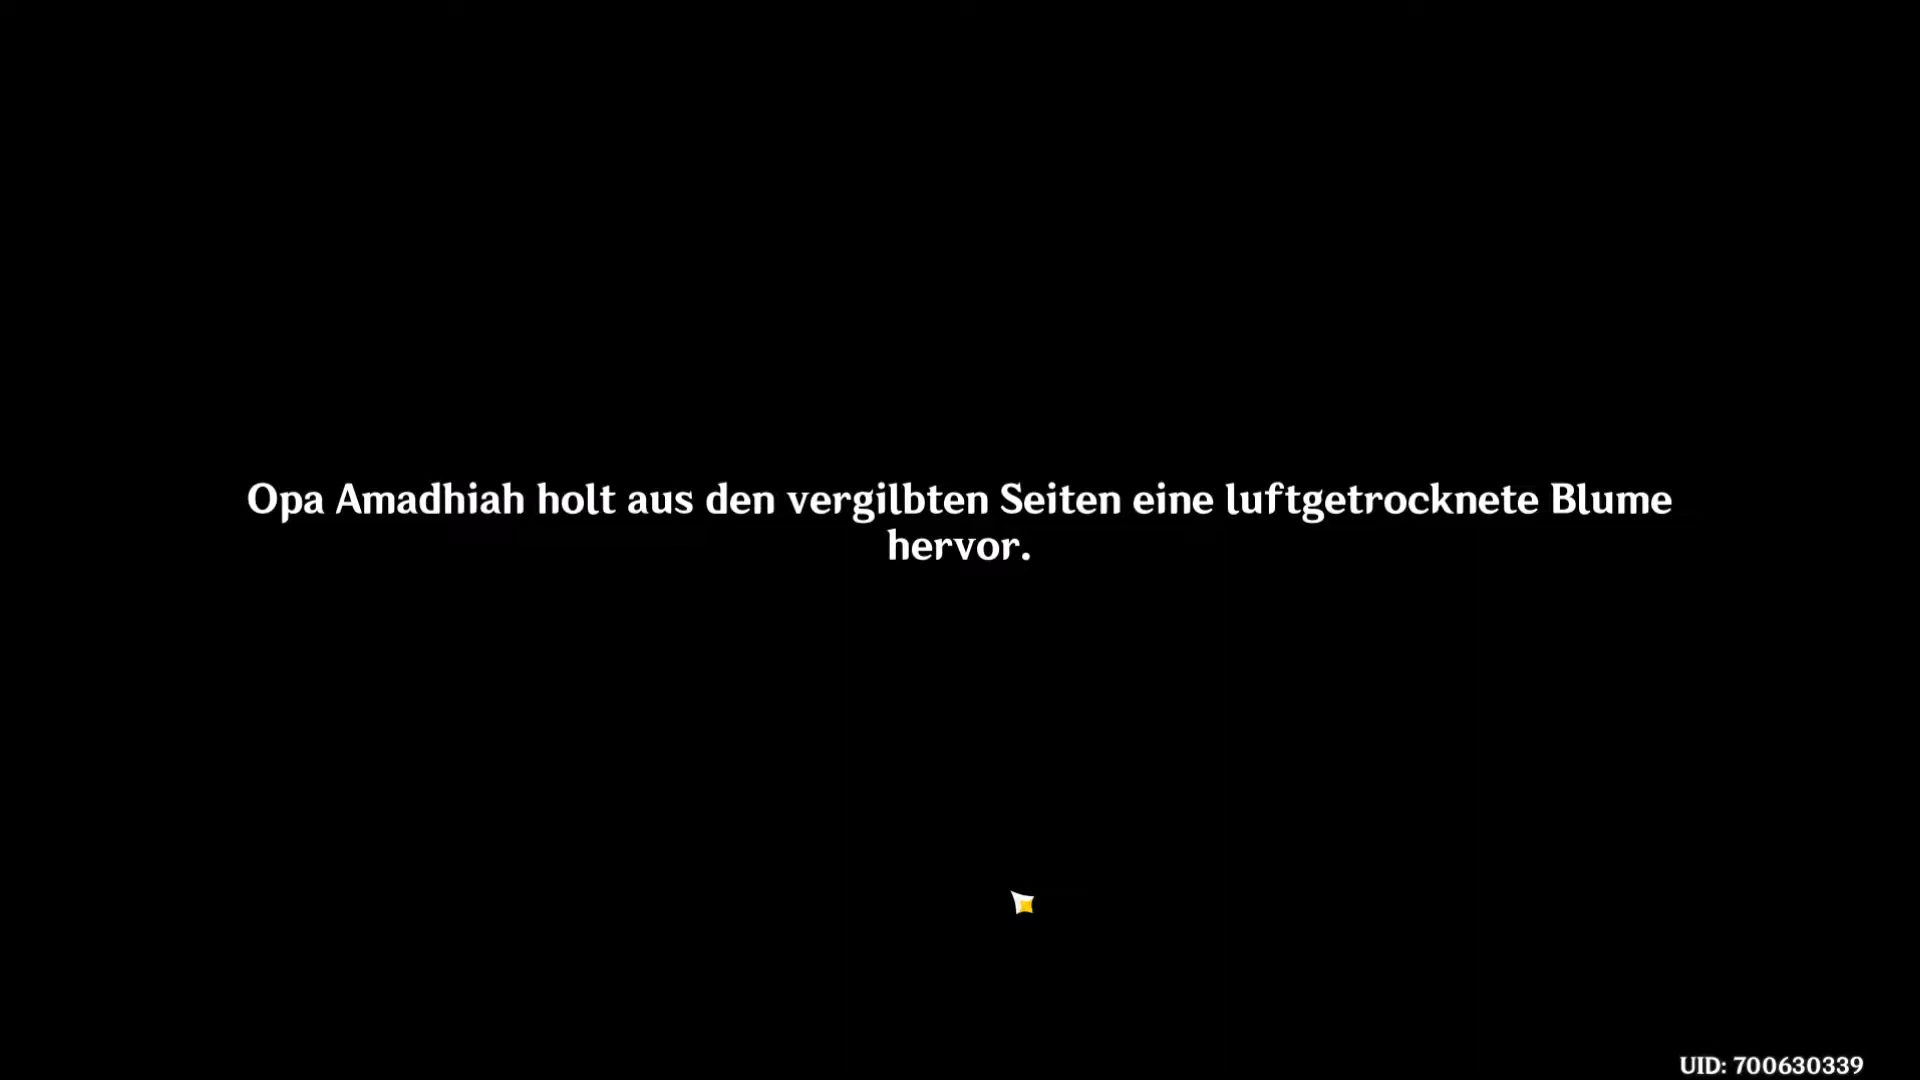 Opa Amadhiah holt aus den vergilbten Seiten eine luftgetrocknete Blume
hervor.
UID: 700630339